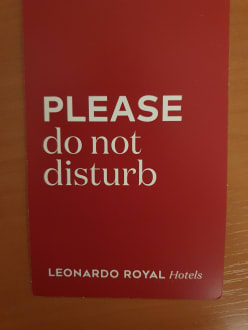 PLEASE
do not
disturb
LEONARDO ROYAL Hotels